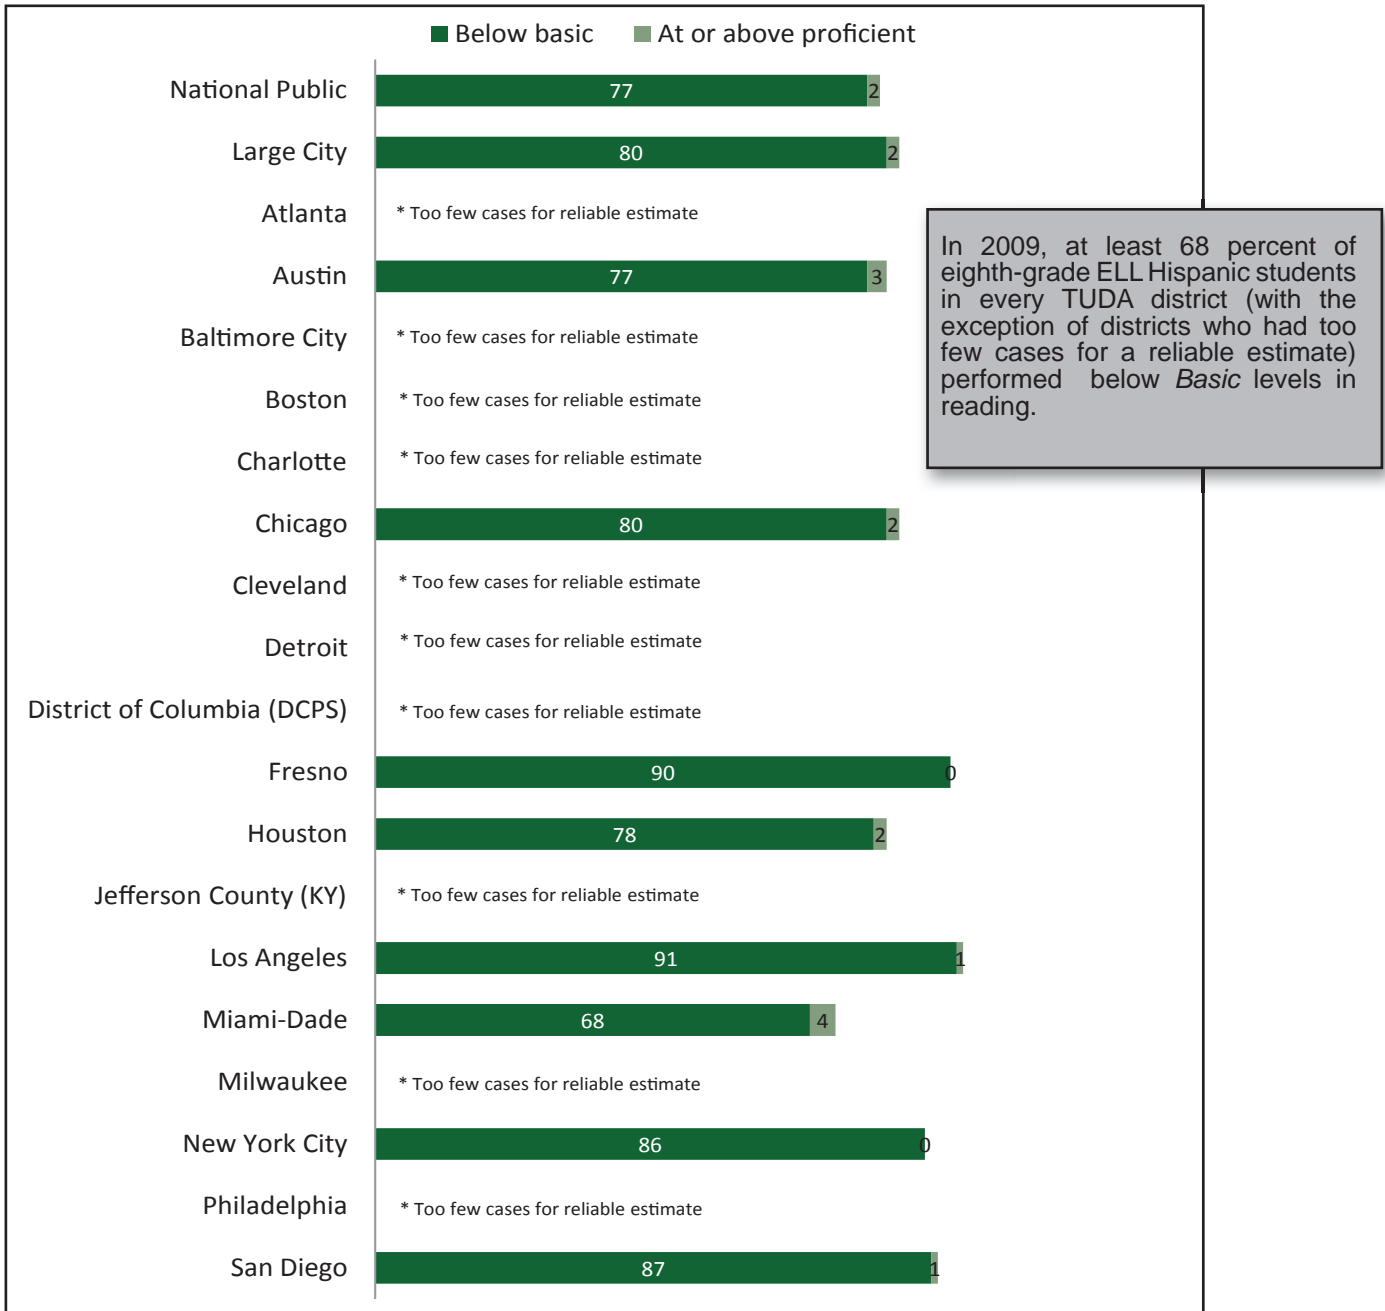 Below basic At or above proficient
National Public 77 2
Large City 80 2
Atlanta * Too few cases for reliable estimate
Austin 77 3
Baltimore City * Too few cases for reliable estimate
Boston * Too few cases for reliable estimate
Charlotte * Too few cases for reliable estimate
Chicago 80 2
Cleveland * Too few cases for reliable estimate
Detroit * Too few cases for reliable estimate
District of Columbia (DCPS) * Too few cases for reliable estimate
Fresno 90 0
Houston 78 2
Jefferson County (KY) * Too few cases for reliable estimate
Los Angeles 91 1
Miami-Dade 68 4
Milwaukee * Too few cases for reliable estimate
New York City 86 0
Philadelphia * Too few cases for reliable estimate
San Diego 87 1
In 2009, at least 68 percent of
eighth-grade ELL Hispanic students
in every TUDA district (with the
exception of districts who had too
few cases for a reliable estimate)
performed below Basic levels in
reading.